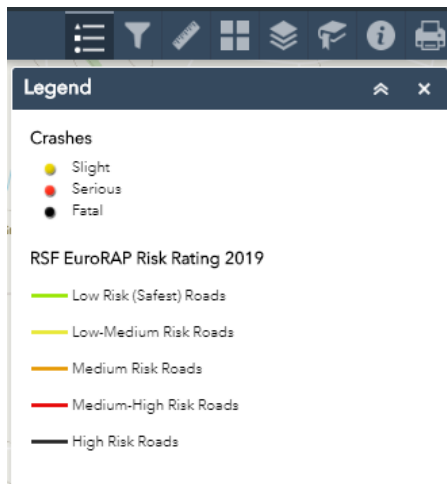 Legend
Crashes
Slight
Serious
Fatal
RSF EuroRAP Risk Rating 2019
Low Risk (Safest) Roads
Low-Medium Risk Roads
Medium Risk Roads
Medium-High Risk Roads
High Risk Roads